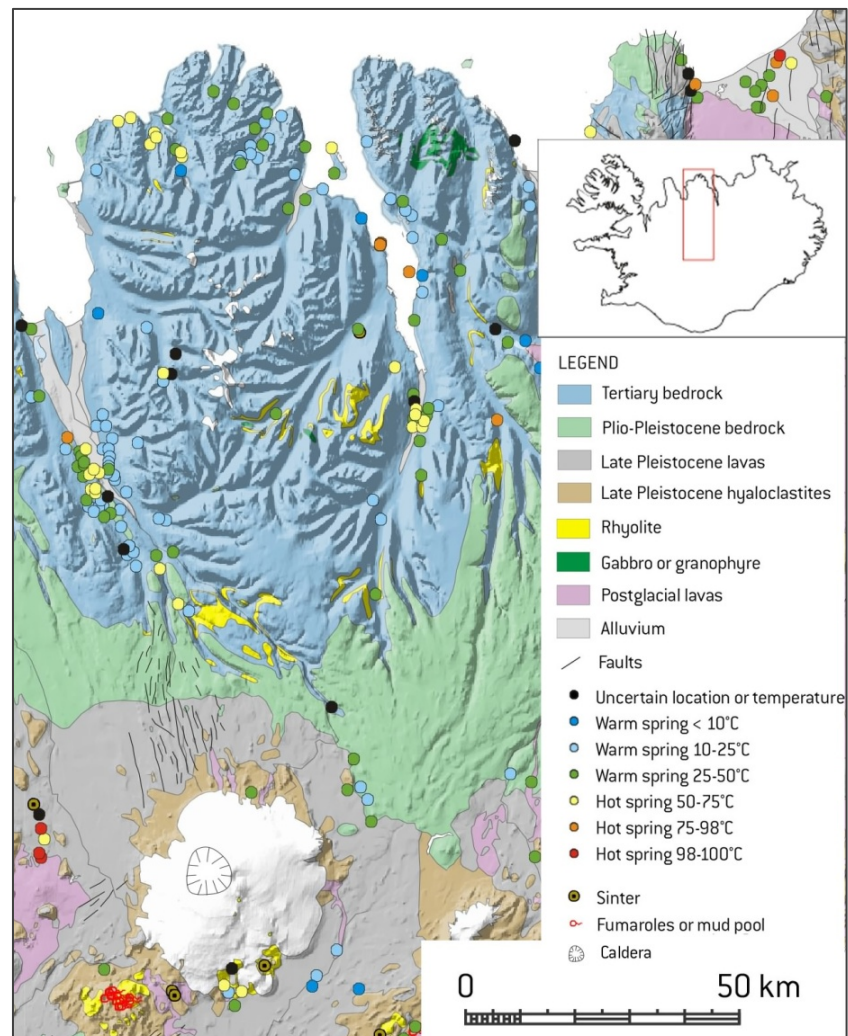 LEGEND
Tertiary bedrock
Plio-Pleistocene bedrock
Late Pleistocene lavas
Late Pleistocene hyaloclastites
Rhyolite
Gabbro or granophyre
Postglacial lavas
Alluvium
Faults
Uncertain location or temperature
Warm spring < 10°C
Warm spring 10-25°C
Warm spring 25-50°C
Hot spring 50-75°C
Hot spring 75-98°C
Hot spring 98-100°C
Sinter
Fumaroles or mud pool
Caldera
0 50 km